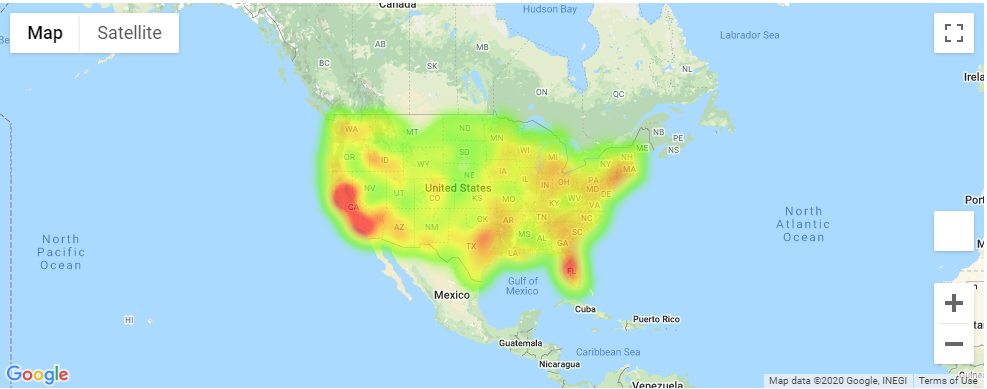 Canada
Hudson Bay
Map
Satellite
Labrador Sea
AB
MB
BC
SK
NL
ON
QC
Irela
NB
PE
NS
WA
MT
ND
MN
ME
OR
ID
SD
WI
MI
NH
NY
MA
WY
NE
IA
IL
IN
OH
PA
MD
DE
NV
UT
CO
United States
KS
MO
KY
WV
VA
CA
AZ
NM
OK
AR
TN
NC
SC
TX
LA
MS
AL
GA
FL
Port
North
Pacific
Ocean
North
Atlantic
Ocean
Gulf of
Mexico
Mexico
Cuba
HI
Puerto Rico
Guatemala
Caribbean Sea
Nicaragua
Venezuela
Google
Map data ©2020 Google, INEGI
Terms of Use